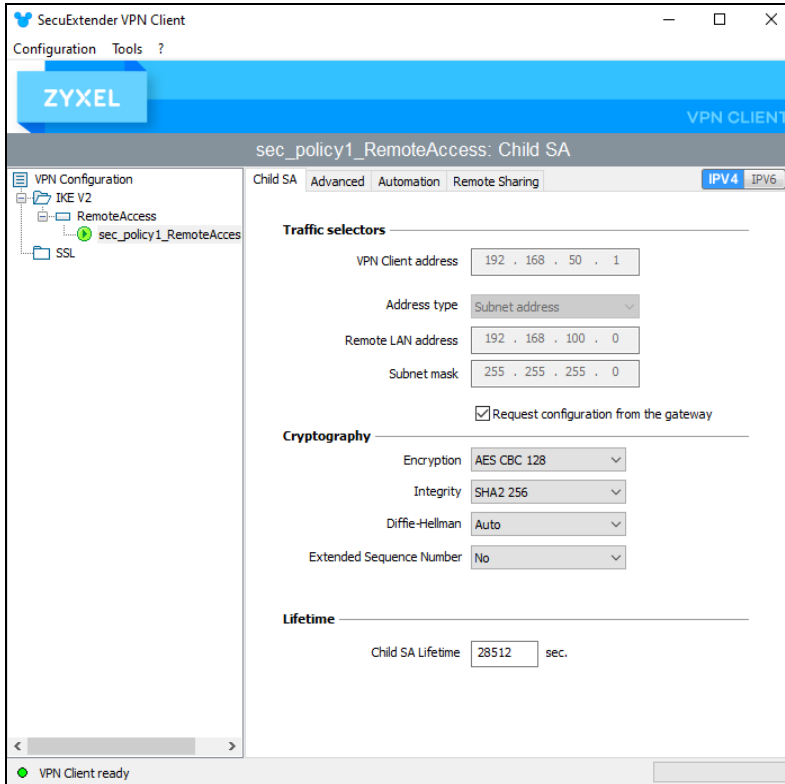 SecuExtender VPN Client
Configuration Tools ?
ZYXEL
VPN CLIENT
sec_policy1_RemoteAccess: Child SA
VPN Configuration
IKE V2
RemoteAccess
sec_policy1_RemoteAcces
SSL
Child SA Advanced Automation Remote Sharing IPV4 IPV6
Traffic selectors
VPN Client address 192 . 168 . 50 . 1
Address type Subnet address
Remote LAN address 192 . 168 . 100 . 0
Subnet mask 255 . 255 . 255 . 0
Request configuration from the gateway
Cryptography
Encryption AES CBC 128
Integrity SHA2 256
Diffie-Hellman Auto
Extended Sequence Number No
Lifetime
Child SA Lifetime 28512 sec.
VPN Client ready